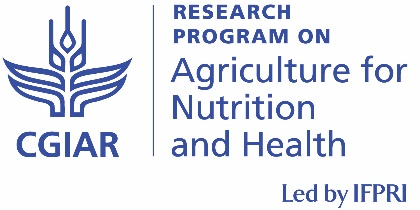 CGIAR
RESEARCH
PROGRAM ON
Agriculture for
Nutrition
and Health
Led by IFPRI